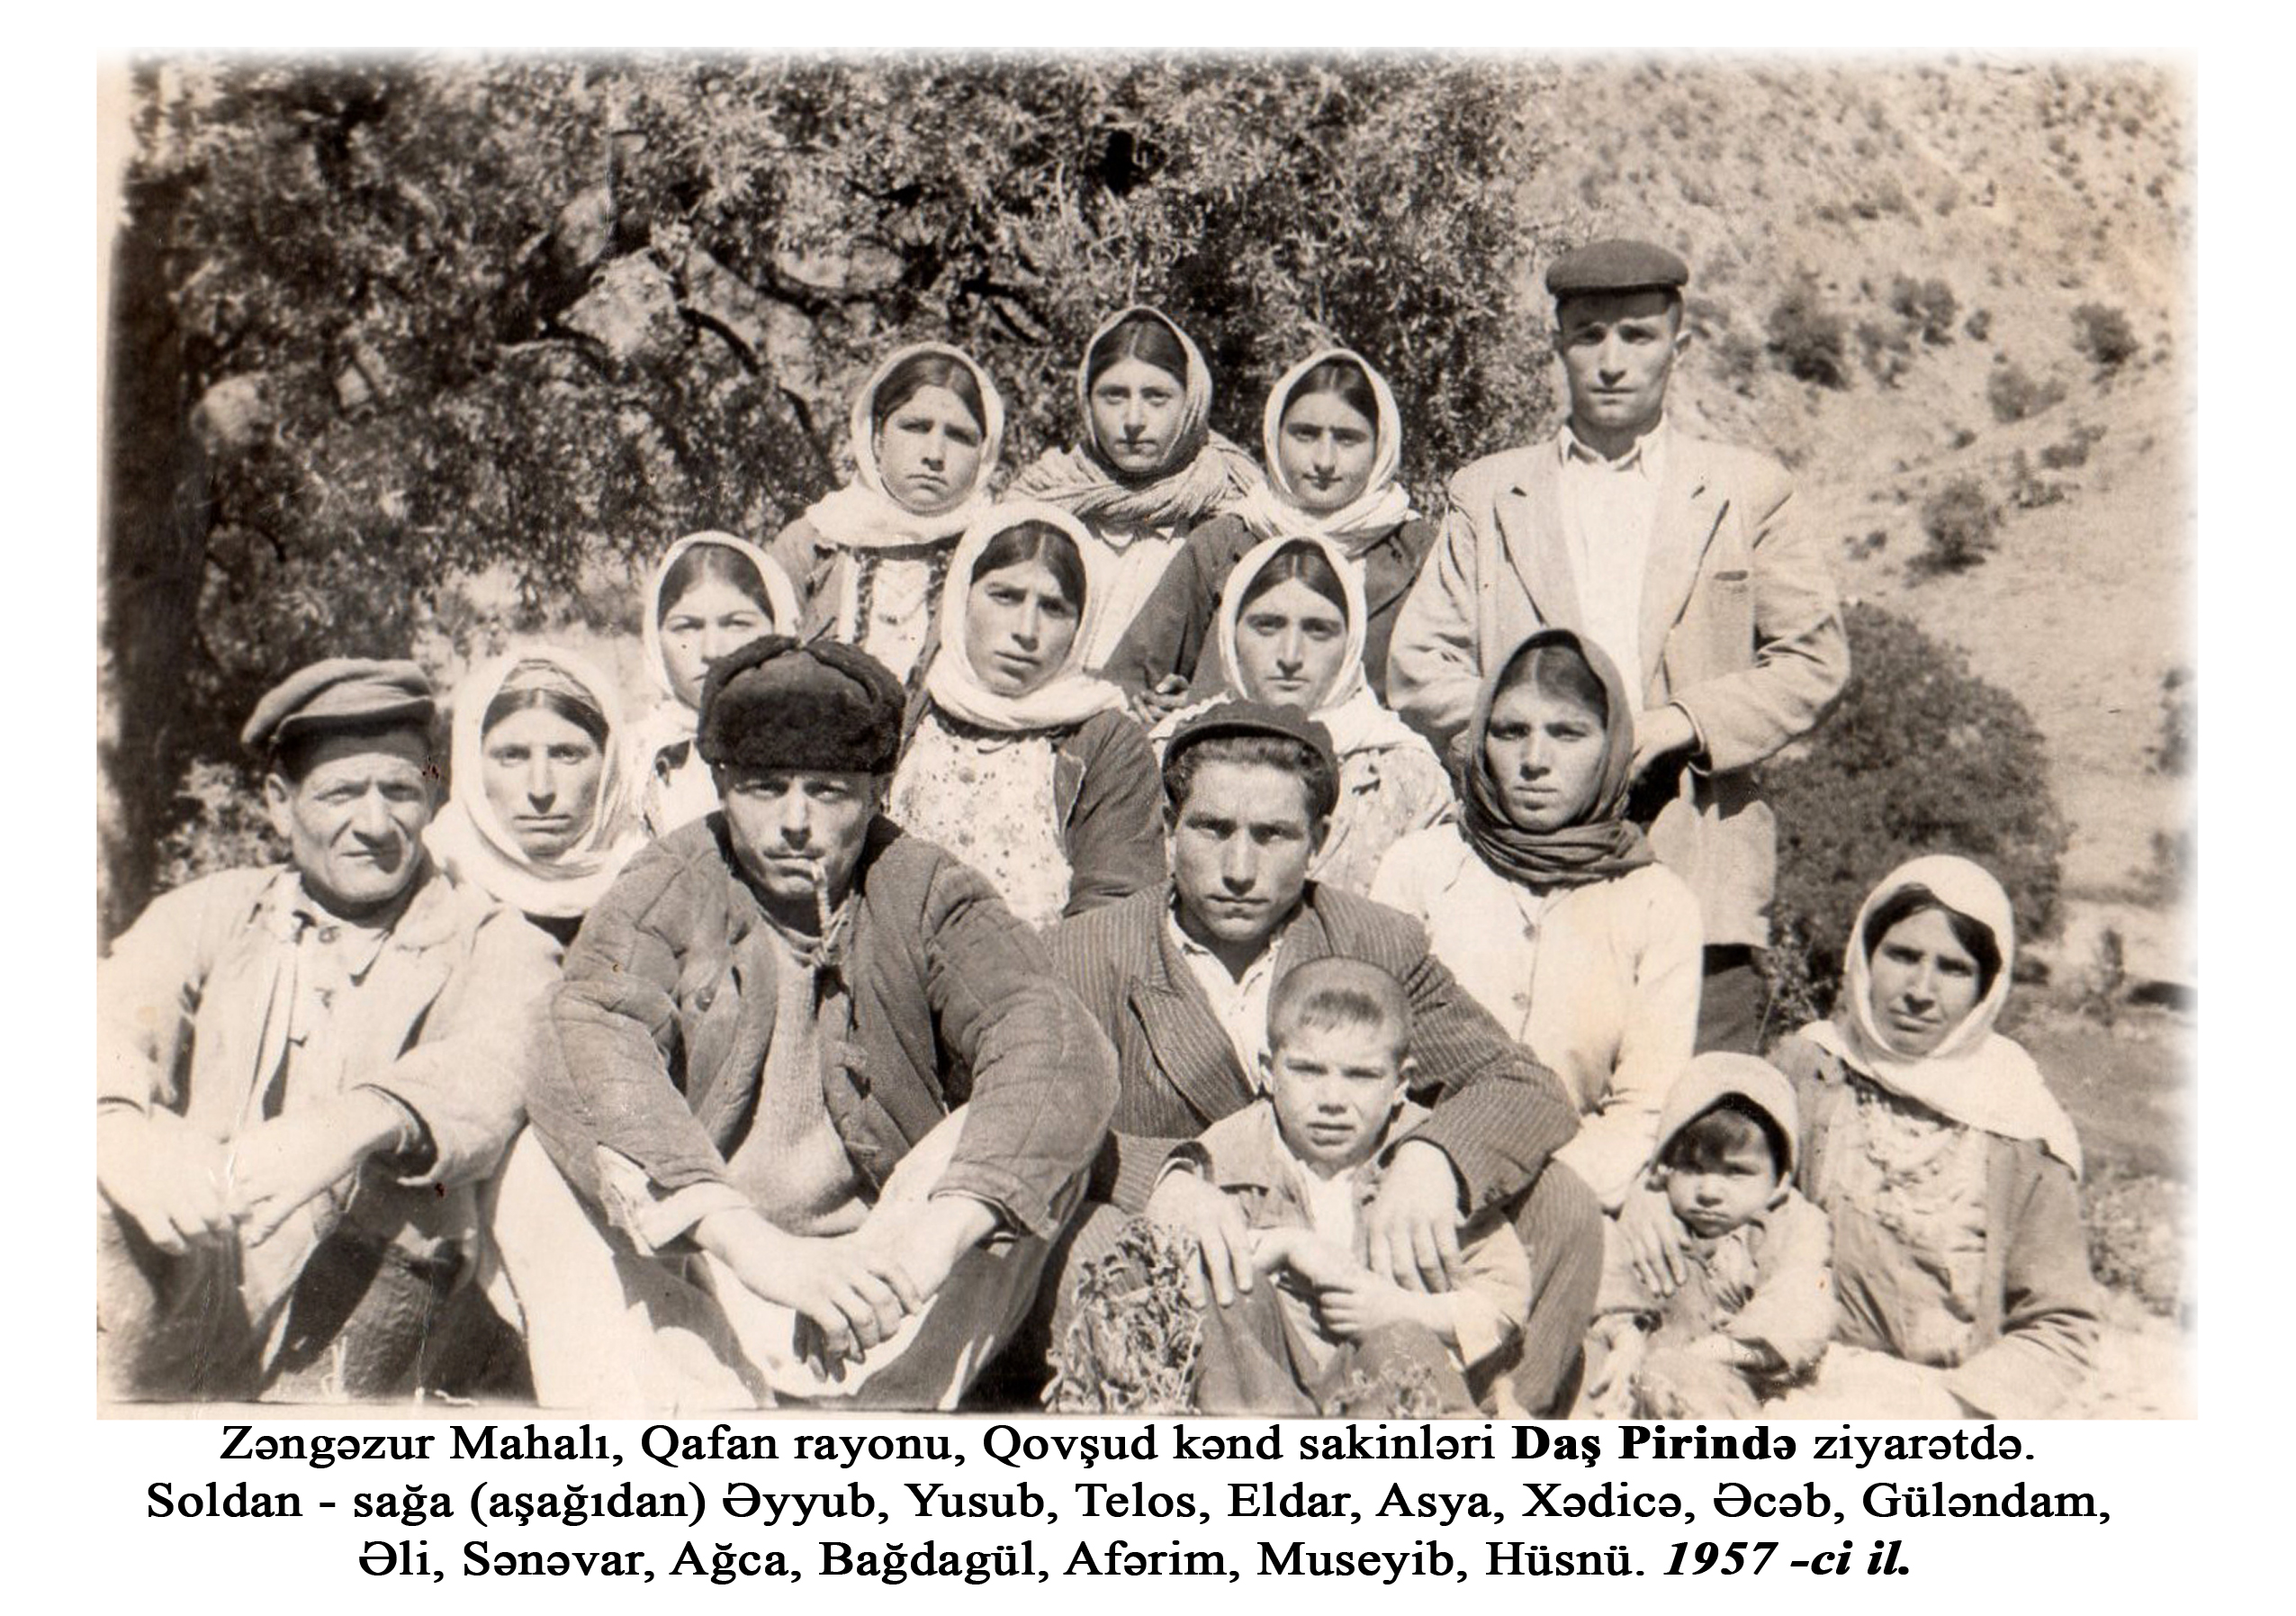 Zəngəzur Mahalı, Qafan rayonu, Qovşud kənd sakinləri Daş Pirində ziyarətdə.
Soldan - sağa (aşağıdan) Əyyub, Yusub, Telos, Eldar, Asya, Xədicə, Əcəb, Güləndam,
Əli, Sənəvar, Ağca, Bağdagül, Afərim, Museyib, Hüsnü. 1957 -ci il.